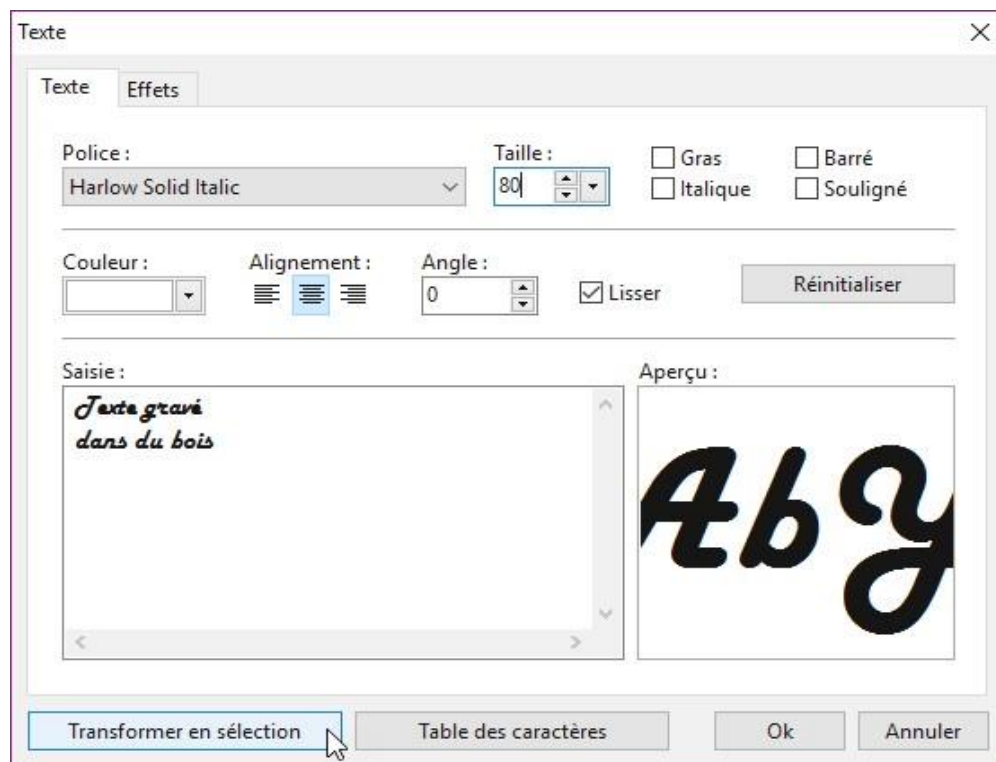 Texte
Texte Effets
Police : Taille :
Harlow Solid Italic 80 Gras Barré
Italique Souligné
Couleur : Alignement : Angle :
0 Lisser Réinitialiser
Saisie : Aperçu :
Texte gravé
dans du bois
AbY
Transformer en sélection Table des caractères Ok Annuler